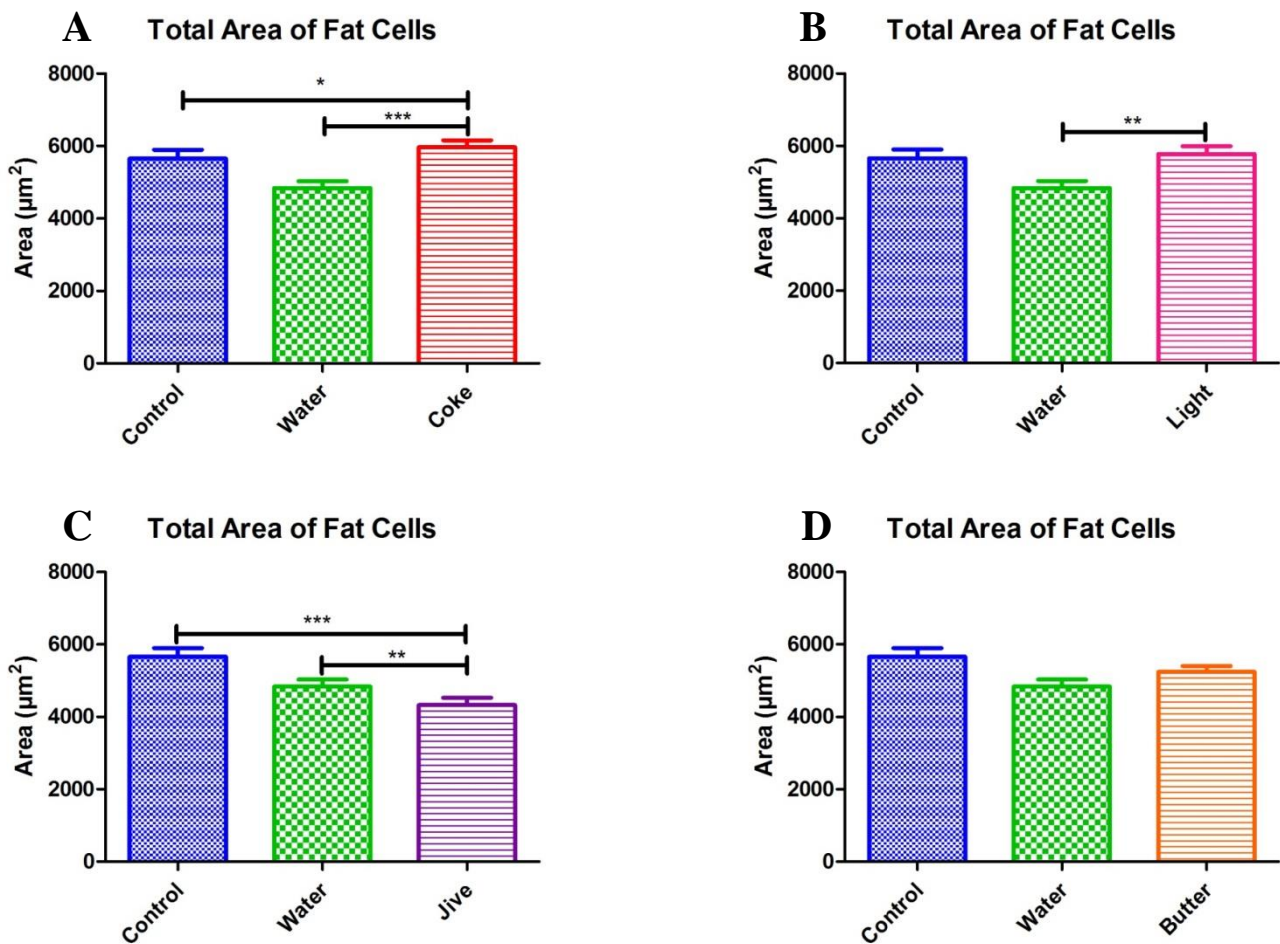 A Total Area of Fat Cells
8000
6000
4000
2000
0
Area (µm²)
*
***
Control
Water
Coke
B Total Area of Fat Cells
8000
6000
4000
2000
0
Area (µm²)
**
Control
Water
Light
C Total Area of Fat Cells
8000
6000
4000
2000
0
Area (µm²)
***
**
Control
Water
Jive
D Total Area of Fat Cells
8000
6000
4000
2000
0
Area (µm²)
Control
Water
Butter